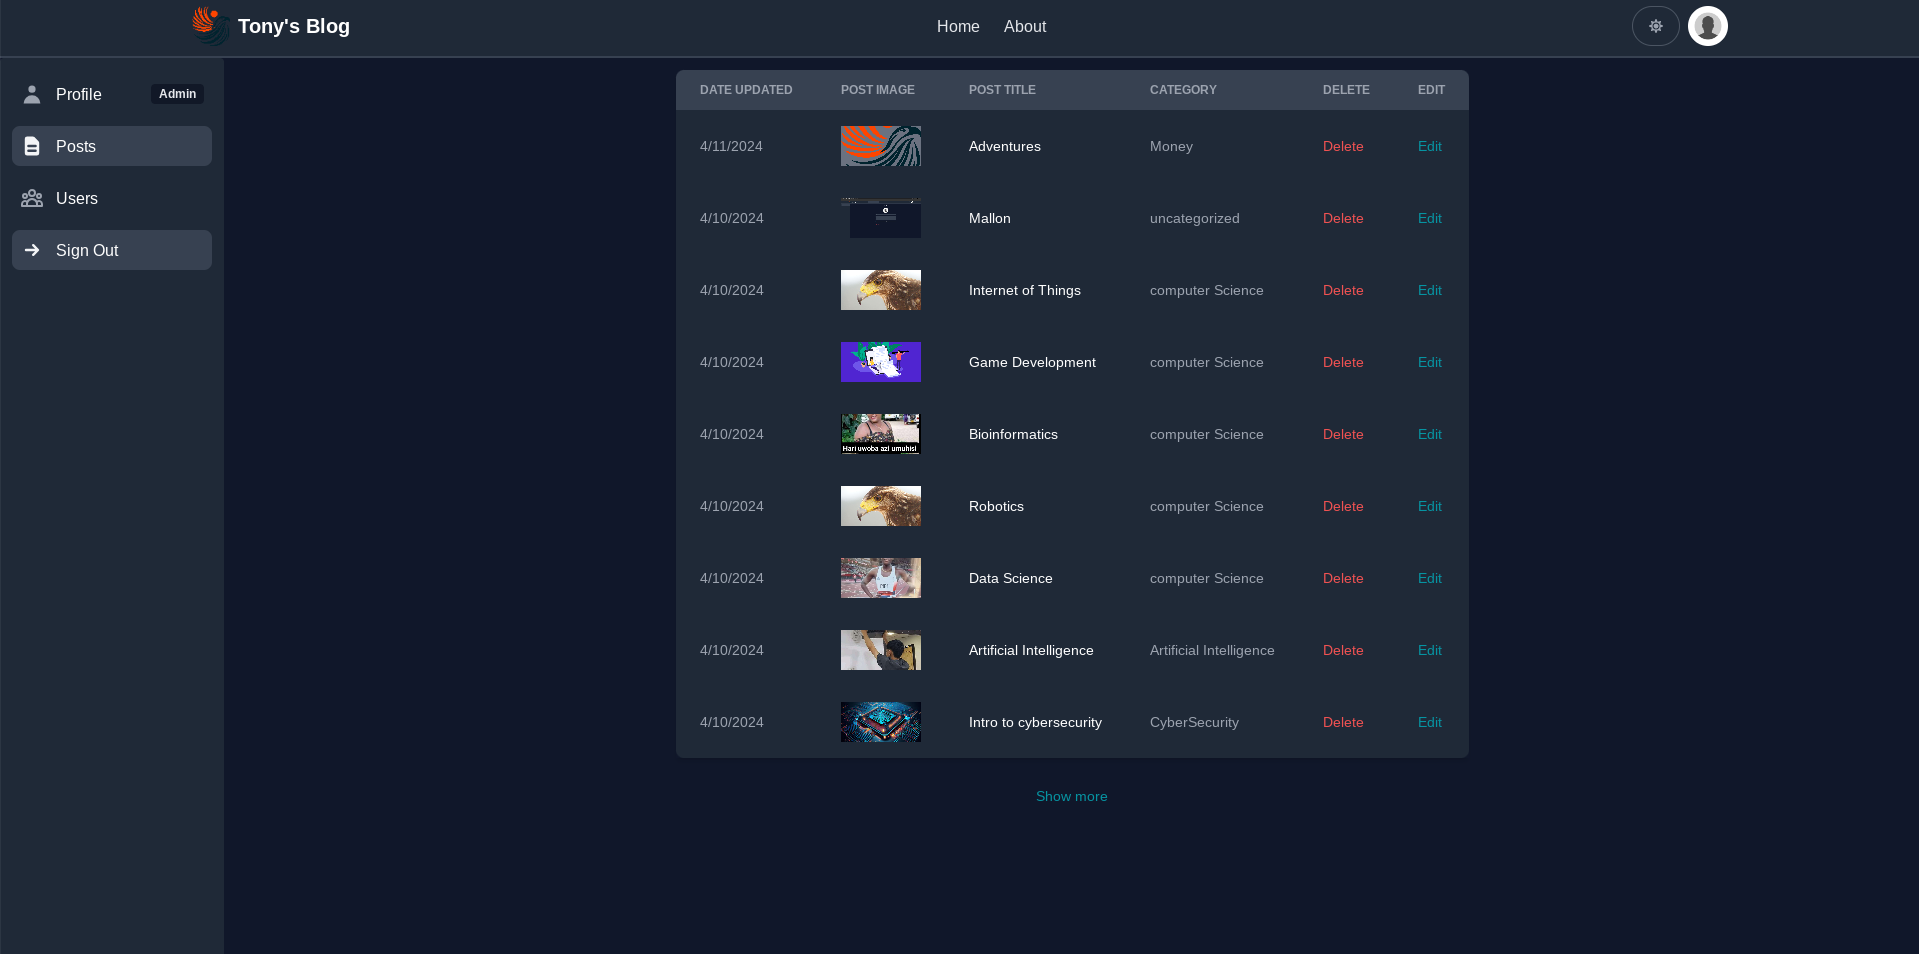 Tony's Blog
Home About
Profile Admin
Posts
Users
Sign Out
DATE UPDATED POST IMAGE POST TITLE CATEGORY DELETE EDIT
4/11/2024 Adventures Money Delete Edit
4/10/2024 Mallon uncategorized Delete Edit
4/10/2024 Internet of Things computer Science Delete Edit
4/10/2024 Game Development computer Science Delete Edit
4/10/2024 Bioinformatics computer Science Delete Edit
Hari uwoba azi umuhisi
4/10/2024 Robotics computer Science Delete Edit
4/10/2024 Data Science computer Science Delete Edit
4/10/2024 Artificial Intelligence Artificial Intelligence Delete Edit
4/10/2024 Intro to cybersecurity CyberSecurity Delete Edit
Show more